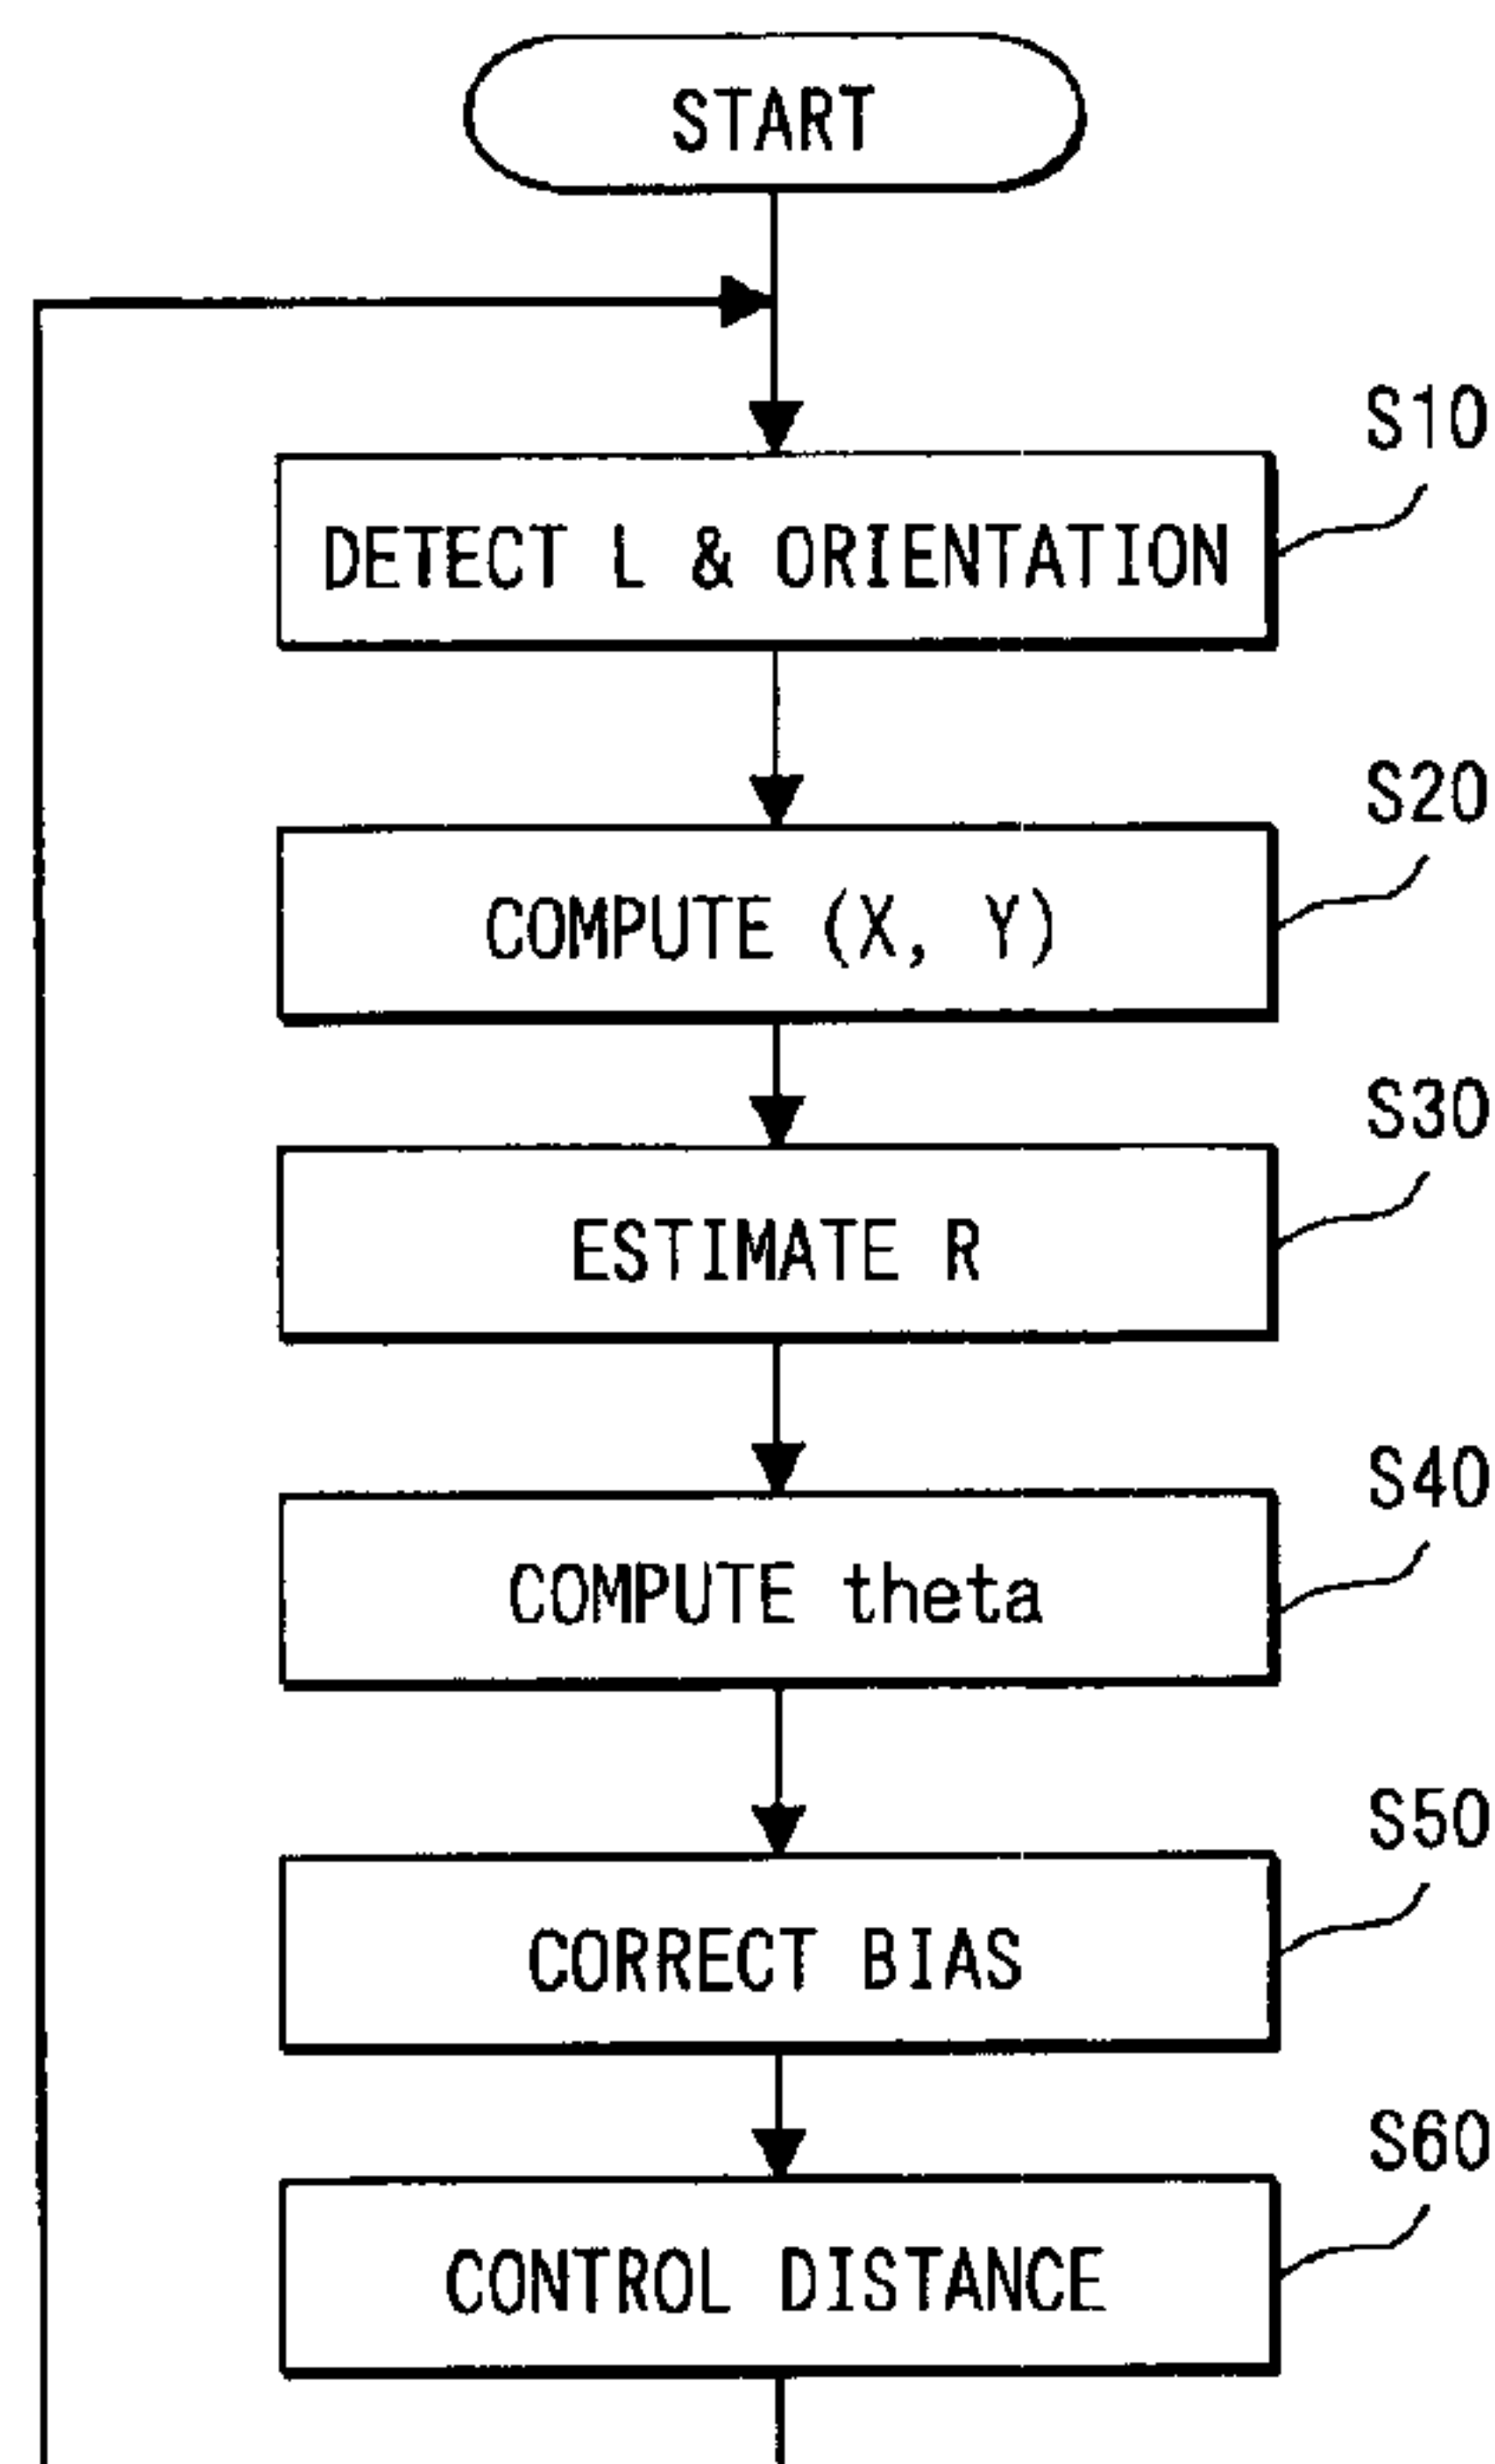 START
S10
DETECT L & ORIENTATION
S20
COMPUTE (X, Y)
S30
ESTIMATE R
S40
COMPUTE theta
S50
CORRECT BIAS
S60
CONTROL DISTANCE